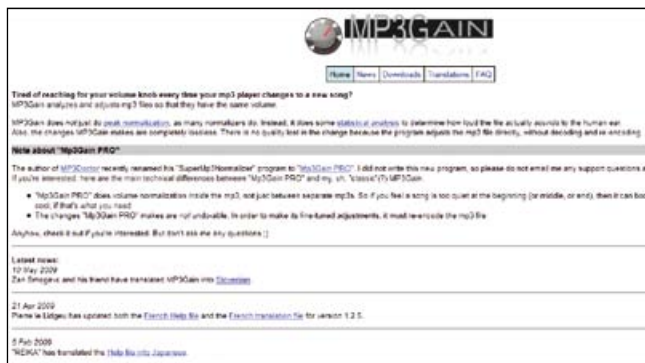 MP3GAIN
Home News Downloads Translations FAQ
Tired of reaching for your volume knob every time your mp3 player changes to a new song?
MP3Gain analyzes and adjusts mp3 files so that they have the same volume.
MP3Gain does not just do peak normalization, as many normalizers do. Instead, it does some statistical analysis to determine how loud the file actually sounds to the human ear.
Also, the changes MP3Gain makes are completely lossless. There is no quality lost in the change because the program adjusts the mp3 file directly, without decoding and re-encoding.
Note about "Mp3Gain PRO"
The author of MP3Doctor recently renamed his "SuperMp3Normalizer" program to "Mp3Gain PRO". I did not write this new program, so please do not email me any support questions
If you're interested, here are the main technical differences between "Mp3Gain PRO" and my, oh, "classic"(?) MP3Gain.
"Mp3Gain PRO" does volume normalization inside the mp3, not just between separate mp3s. So if you feel a song is too quiet at the beginning (or middle, or end), then it can
cool, if that's what you need
The changes "Mp3Gain PRO" makes are not undoable. In order to make its fine-tuned adjustments, it must re-encode the mp3 file
Anyhow, check it out if you're interested. But don't ask me any questions :)
Latest news:
10 May 2009
Zan and his friend have translated MP3Gain into Slovenian.
21 Apr 2009
Pierre le Lidgeu has updated both the French Help file and the French translation file for version 1.2.5.
5 Feb
"REIKA" has translated the Help file into Japanese.